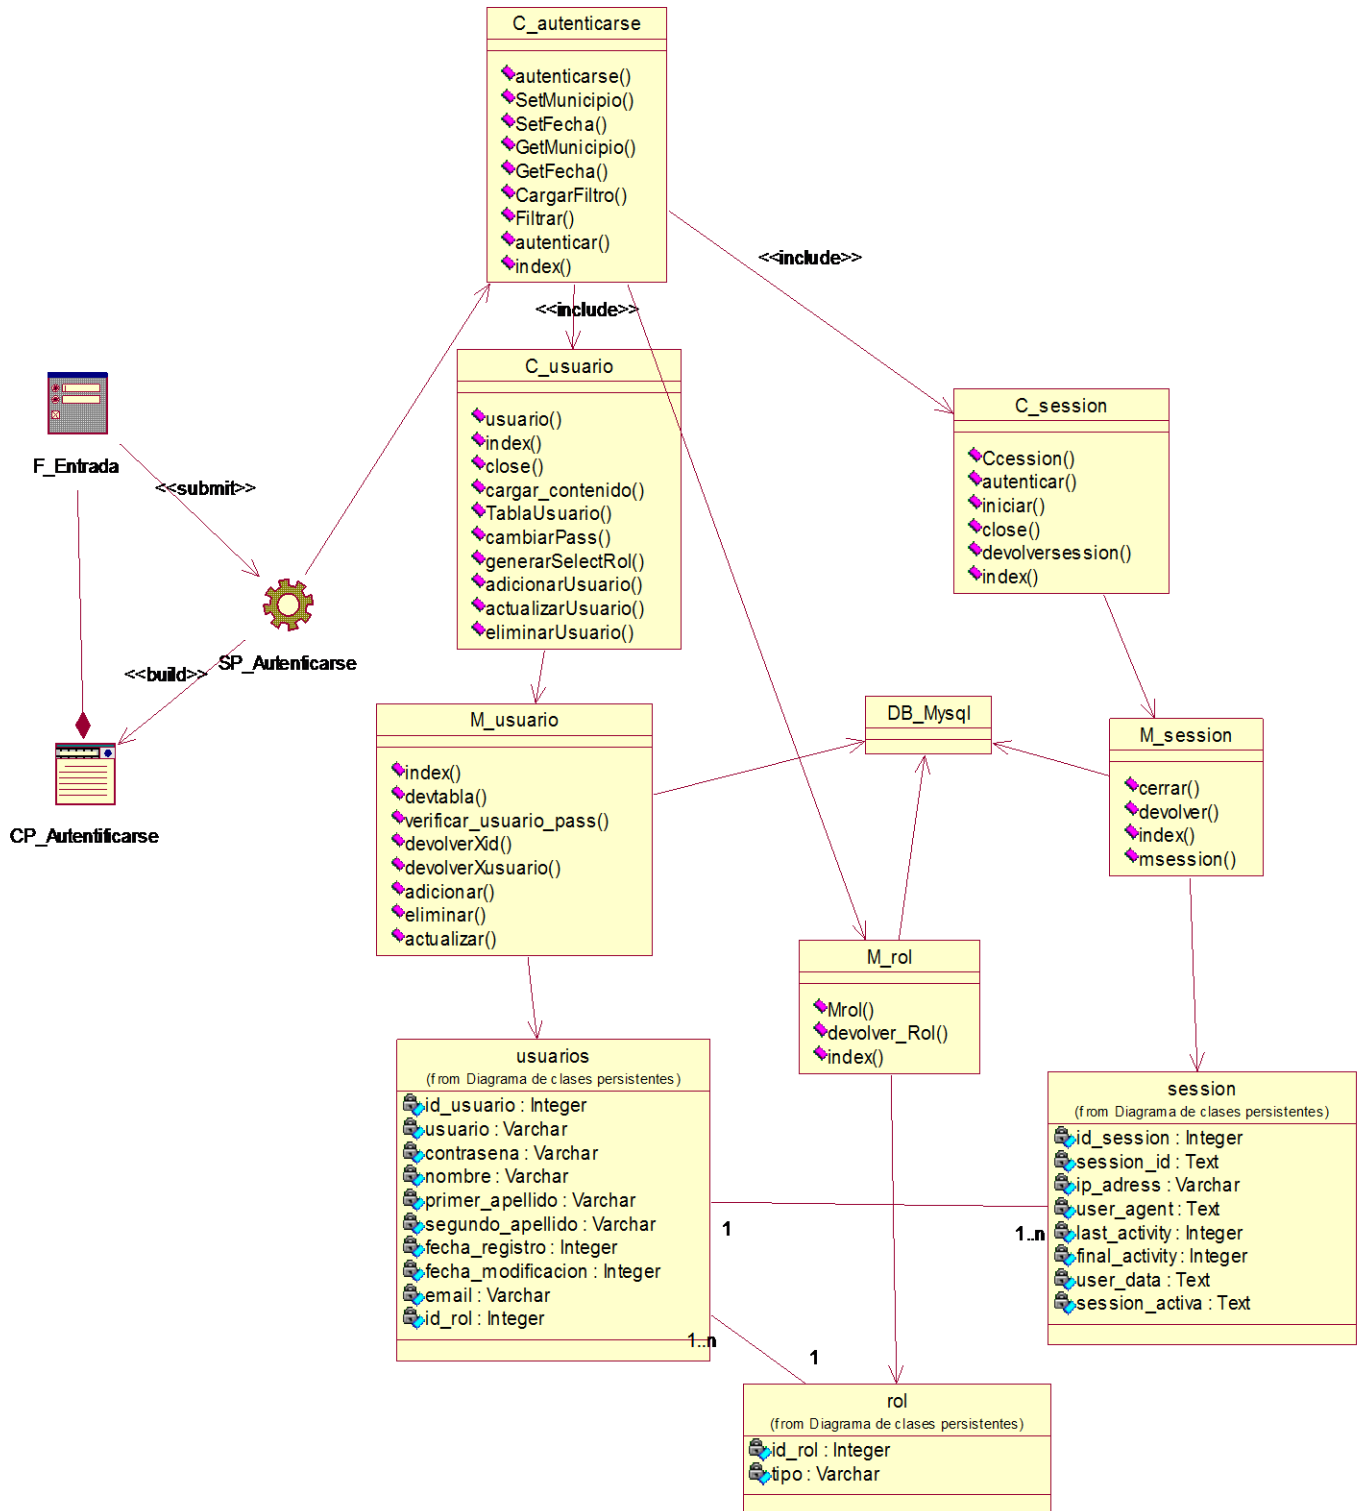 C_autenticarse
autenticarse()
SetMunicipio()
SetFecha()
GetMunicipio()
GetFecha()
CargarFiltro()
Filtrar()
autenticar()
index()
<<include>>
<<include>>
C_usuario
usuario()
index()
close()
cargar_contenido()
TablaUsuario()
cambiarPass()
generarSelectRol()
adicionarUsuario()
actualizarUsuario()
eliminarUsuario()
C_session
Ccession()
autenticar()
iniciar()
close()
devolversession()
index()
F_Entrada
<<submit>>
SP_Autenticarse
<<build>>
CP_Autentificarse
M_usuario
index()
devtabla()
verificar_usuario_pass()
devolverXid()
devolverXusuario()
adicionar()
eliminar()
actualizar()
DB_Mysql
M_session
cerrar()
devolver()
index()
msession()
M_rol
Mrol()
devolver_Rol()
index()
usuarios
(from Diagrama de clases persistentes)
id_usuario : Integer
usuario : Varchar
contrasena : Varchar
nombre : Varchar
primer_apellido : Varchar
segundo_apellido : Varchar
fecha_registro : Integer
fecha_modificacion : Integer
email : Varchar
id_rol : Integer
session
(from Diagrama de clases persistentes)
id_session : Integer
session_id : Text
ip_adress : Varchar
user_agent : Text
last_activity : Integer
final_activity : Integer
user_data : Text
session_activa : Text
1
1..n
1..n
1
rol
(from Diagrama de clases persistentes)
id_rol : Integer
tipo : Varchar